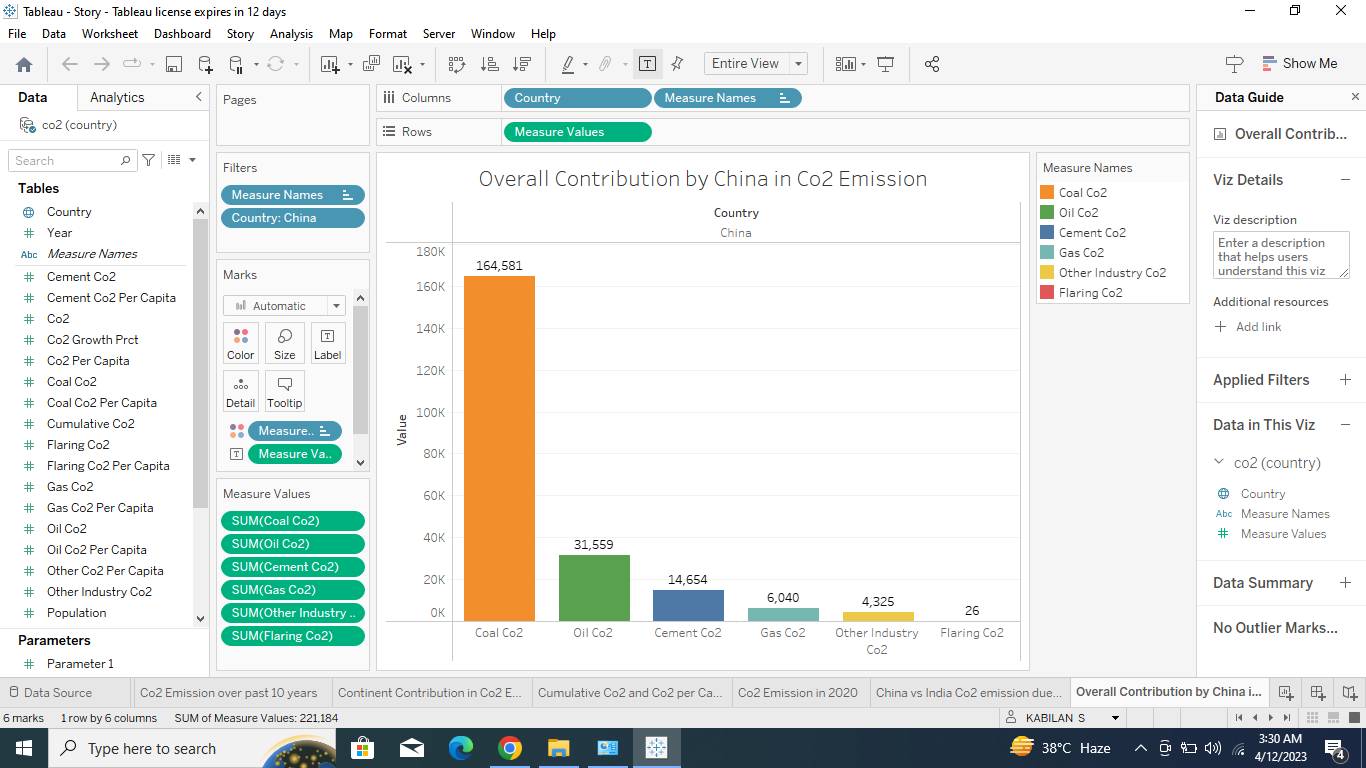 Tableau - Story - Tableau license expires in 12 days
File Data Worksheet Dashboard Story Analysis Map Format Server Window Help
Entire View
Show Me
Data Analytics
co2 (country)
Search
Tables
Country
Year
Abc Measure Names
Cement Co2
Cement Co2 Per Capita
Co2
Co2 Growth Prct
Co2 Per Capita
Coal Co2
Coal Co2 Per Capita
Cumulative Co2
Flaring Co2
Flaring Co2 Per Capita
Gas Co2
Gas Co2 Per Capita
Oil Co2
Oil Co2 Per Capita
Other Co2 Per Capita
Other Industry Co2
Population
Parameters
Parameter 1
Pages
Filters
Measure Names
Country: China
Marks
Automatic
Color Size Label
Detail Tooltip
Measure..
Measure Va..
Measure Values
SUM(Coal Co2)
SUM(Oil Co2)
SUM(Cement Co2)
SUM(Gas Co2)
SUM(Other Industry ..
SUM(Flaring Co2)
Columns Country Measure Names
Rows Measure Values
Overall Contribution by China in Co2 Emission
Country
China
Value
180K
160K
140K
120K
100K
80K
60K
40K
20K
0K
164,581
31,559
14,654
6,040
4,325
26
Coal Co2
Oil Co2
Cement Co2
Gas Co2
Other Industry
Co2
Flaring Co2
Measure Names
Coal Co2
Oil Co2
Cement Co2
Gas Co2
Other Industry Co2
Flaring Co2
Data Guide
Overall Contrib...
Viz Details
Viz description
Enter a description
that helps users
understand this viz
Additional resources
Add link
Applied Filters
Data in This Viz
co2 (country)
Country
Abc Measure Names
Measure Values
Data Summary
No Outlier Marks...
Data Source
Co2 Emission over past 10 years
Continent Contribution in Co2 E...
Cumulative Co2 and Co2 per Ca...
Co2 Emission in 2020
China vs India Co2 emission due...
Overall Contribution by China i...
6 marks 1 row by 6 columns SUM of Measure Values: 221,184
KABILAN S
Type here to search
38°C Haze
3:30 AM
4/12/2023
4